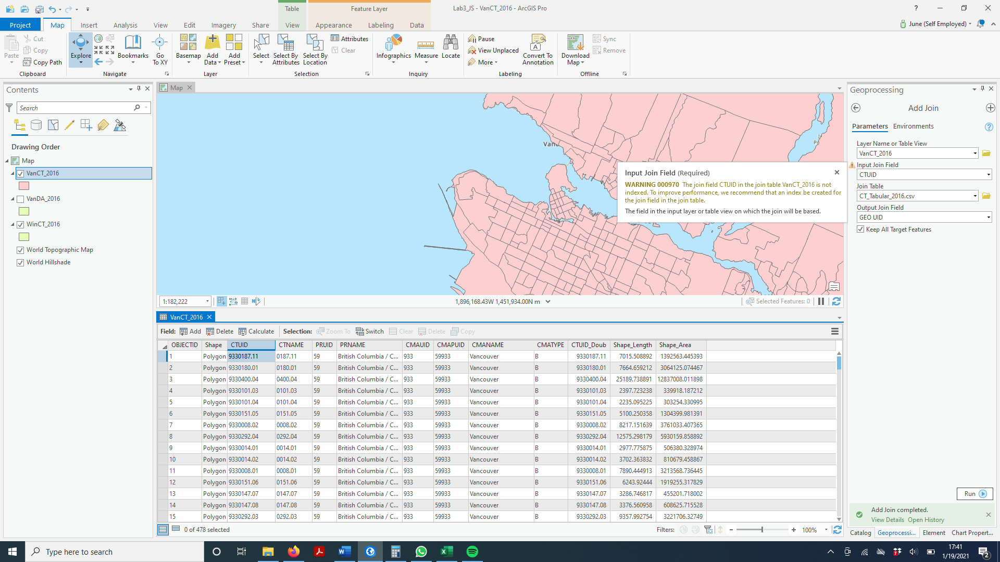 Table
Feature Layer
Lab3_JS - VanCT_2016 - ArcGIS Pro
?
Project
Map
Insert
Analysis
View
Edit
Imagery
Share
View
Appearance
Labeling
Data
June (Self Employed)
Paste
Cut
Copy
Copy Path
Clipboard
Explore
Bookmarks
Go To XY
Navigate
Basemap
Add Data
Add Preset
Layer
Select
Select By Attributes
Select By Location
Attributes
Clear
Selection
Infographics
Measure
Locate
Inquiry
Pause
View Unplaced
More
Convert To Annotation
Labeling
Download Map
Sync
Remove
Offline
Contents
Search
Drawing Order
Map
VanCT_2016
VanDA_2016
WinCT_2016
World Topographic Map
World Hillshade
Map
Vanc
Input Join Field (Required)
WARNING 000970 The join field CTUID in the join table VanCT_2016 is not
indexed. To improve performance, we recommend that an index be created for
the join field in the join table.
The field in the input layer or table view on which the join will be based.
1:182,222
1,896,168.43W 1,451,934.00N m
Selected Features: 0
VanCT_2016
Field: Add Delete Calculate Selection: Zoom To Switch Clear Delete Copy
OBJECTID Shape CTUID CTNAME PRUID PRNAME CMAUID CMAPUID CMANAME CMATYPE CTUID_Doub Shape_Length Shape_Area
1 Polygon 9330187.11 0187.11 59 British Columbia / C... 933 59933 Vancouver B 9330187.11 7015.508892 1392563.445393
2 Polygon 9330180.01 0180.01 59 British Columbia / C... 933 59933 Vancouver B 9330180.01 7664.659212 3064125.074467
3 Polygon 9330400.04 0400.04 59 British Columbia / C... 933 59933 Vancouver B 9330400.04 25189.738891 12837008.011898
4 Polygon 9330101.03 0101.03 59 British Columbia / C... 933 59933 Vancouver B 9330101.03 2397.723238 339918.187212
5 Polygon 9330101.04 0101.04 59 British Columbia / C... 933 59933 Vancouver B 9330101.04 2235.095225 303254.330995
6 Polygon 9330151.05 0151.05 59 British Columbia / C... 933 59933 Vancouver B 9330151.05 5100.250358 1304399.981391
7 Polygon 9330008.02 0008.02 59 British Columbia / C... 933 59933 Vancouver B 9330008.02 8217.151639 3761033.407365
8 Polygon 9330292.04 0292.04 59 British Columbia / C... 933 59933 Vancouver B 9330292.04 12575.298179 5930159.858892
9 Polygon 9330014.01 0014.01 59 British Columbia / C... 933 59933 Vancouver B 9330014.01 2977.775875 506380.328974
10 Polygon 9330014.02 0014.02 59 British Columbia / C... 933 59933 Vancouver B 9330014.02 3702.363832 810679.458867
11 Polygon 9330008.01 0008.01 59 British Columbia / C... 933 59933 Vancouver B 9330008.01 7890.444913 3213568.736445
12 Polygon 9330151.06 0151.06 59 British Columbia / C... 933 59933 Vancouver B 9330151.06 6243.92444 1919255.317829
13 Polygon 9330147.07 0147.07 59 British Columbia / C... 933 59933 Vancouver B 9330147.07 3286.746817 455201.718002
14 Polygon 9330147.08 0147.08 59 British Columbia / C... 933 59933 Vancouver B 9330147.08 3376.560958 608625.715528
15 Polygon 9330292.03 0292.03 59 British Columbia / C... 933 59933 Vancouver B 9330292.03 9357.992754 3221706.32749
0 of 478 selected
Filters:
100%
Geoprocessing
Add Join
Parameters Environments
Layer Name or Table View
VanCT_2016
Input Join Field
CTUID
Join Table
CT_Tabular_2016.csv
Output Join Field
GEO UID
Keep All Target Features
Run
Add Join completed.
View Details Open History
Catalog Geoprocessi... Element Chart Propert...
Type here to search
17:41
1/19/2021
2